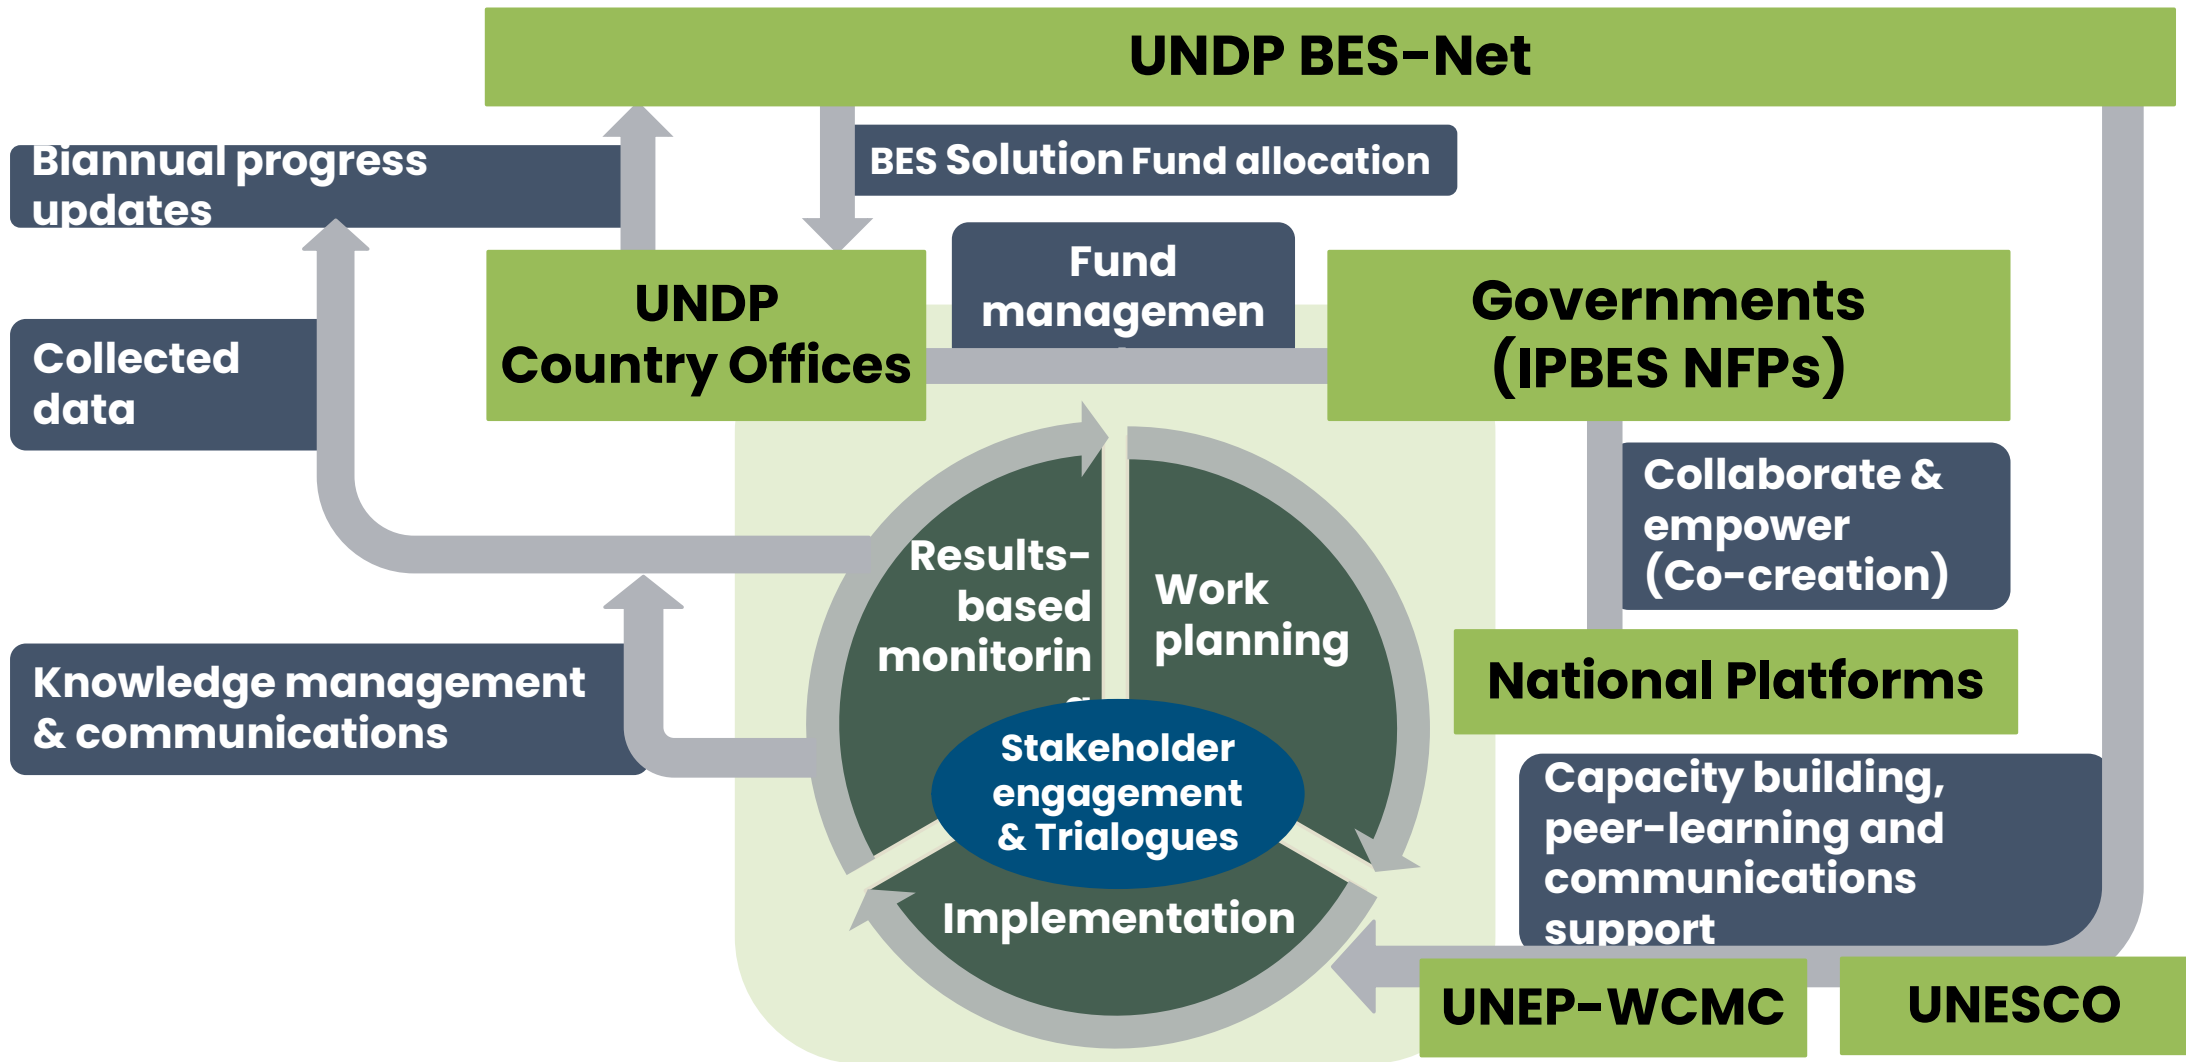 UNDP BES-Net
Biannual progress
updates
BES Solution Fund allocation
UNDP
Country Offices
Fund
managemen
Governments
(IPBES NFPs)
Collected
data
Collaborate &
empower
(Co-creation)
Results-
based
monitorin
g
Work
planning
National Platforms
Knowledge management
& communications
Stakeholder
engagement
& Trialogues
Implementation
Capacity building,
peer-learning and
communications
support
UNEP-WCMC
UNESCO